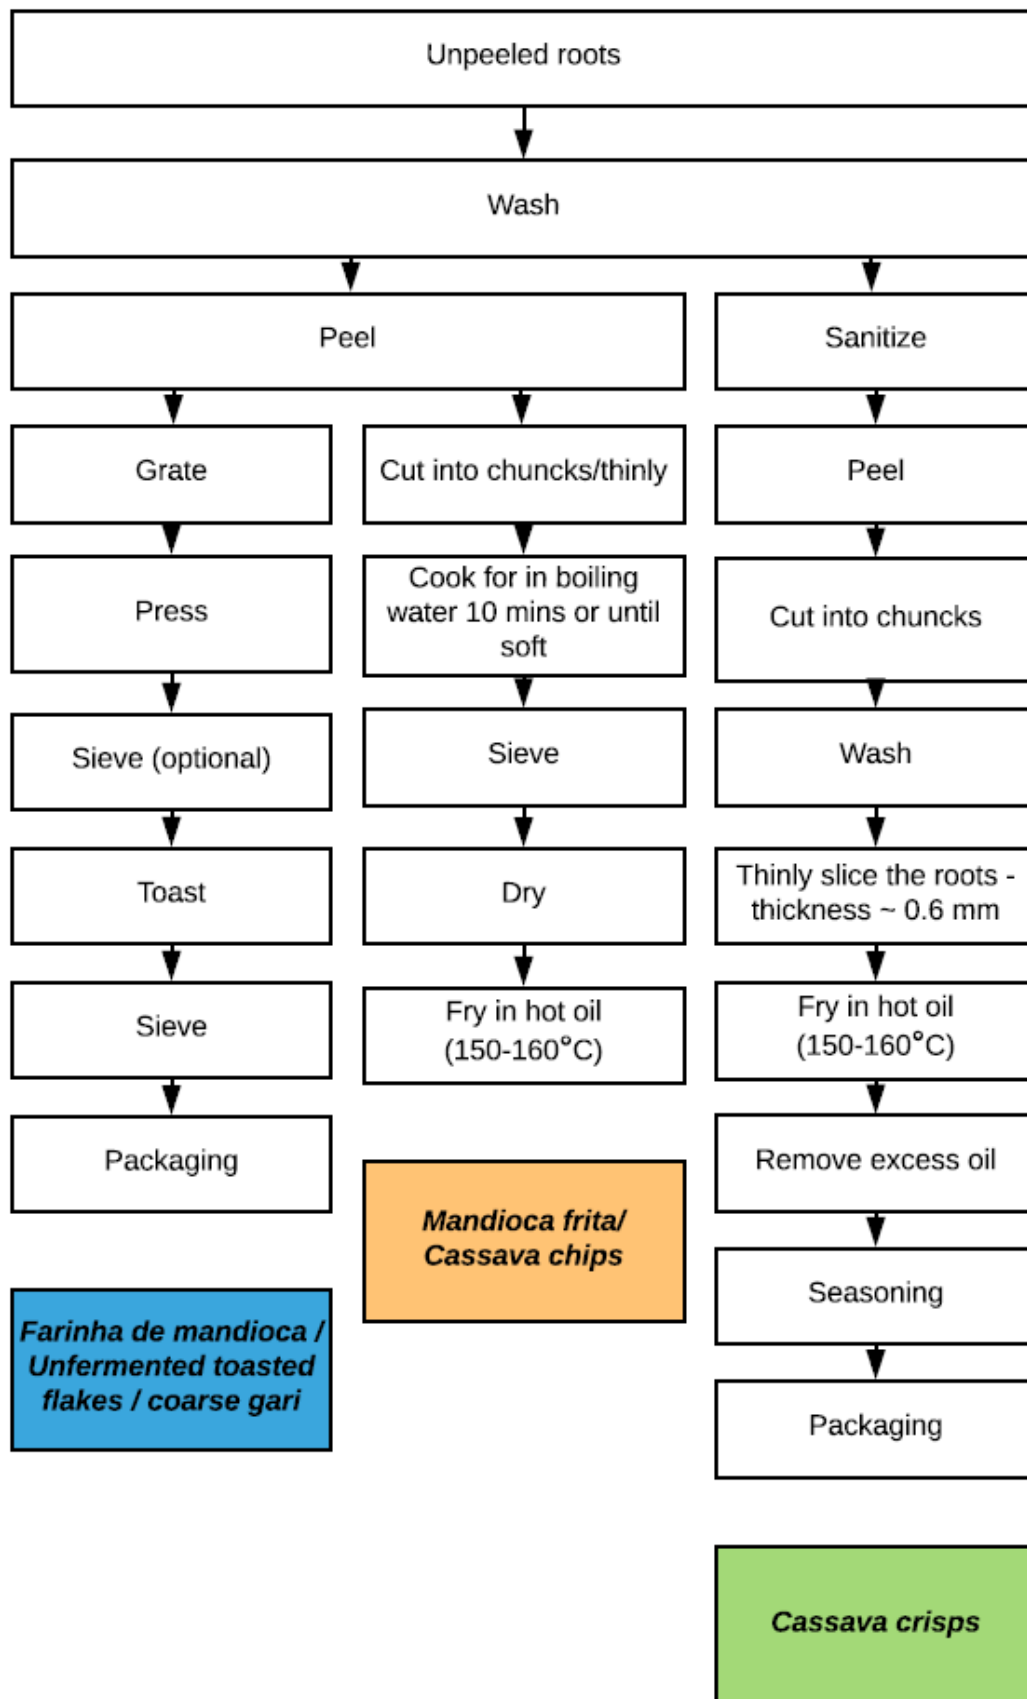 Unpeeled roots
Wash
Peel
Sanitize
Grate
Cut into chuncks/thinly
Peel
Press
Cook for in boiling
water 10 mins or until
soft
Cut into chuncks
Sieve (optional)
Sieve
Wash
Toast
Dry
Thinly slice the roots -
thickness ~ 0.6 mm
Sieve
Fry in hot oil
(150-160°C)
Fry in hot oil
(150-160°C)
Packaging
Mandioca frita/
Cassava chips
Remove excess oil
Farinha de mandioca /
Unfermented toasted
flakes / coarse gari
Seasoning
Packaging
Cassava crisps